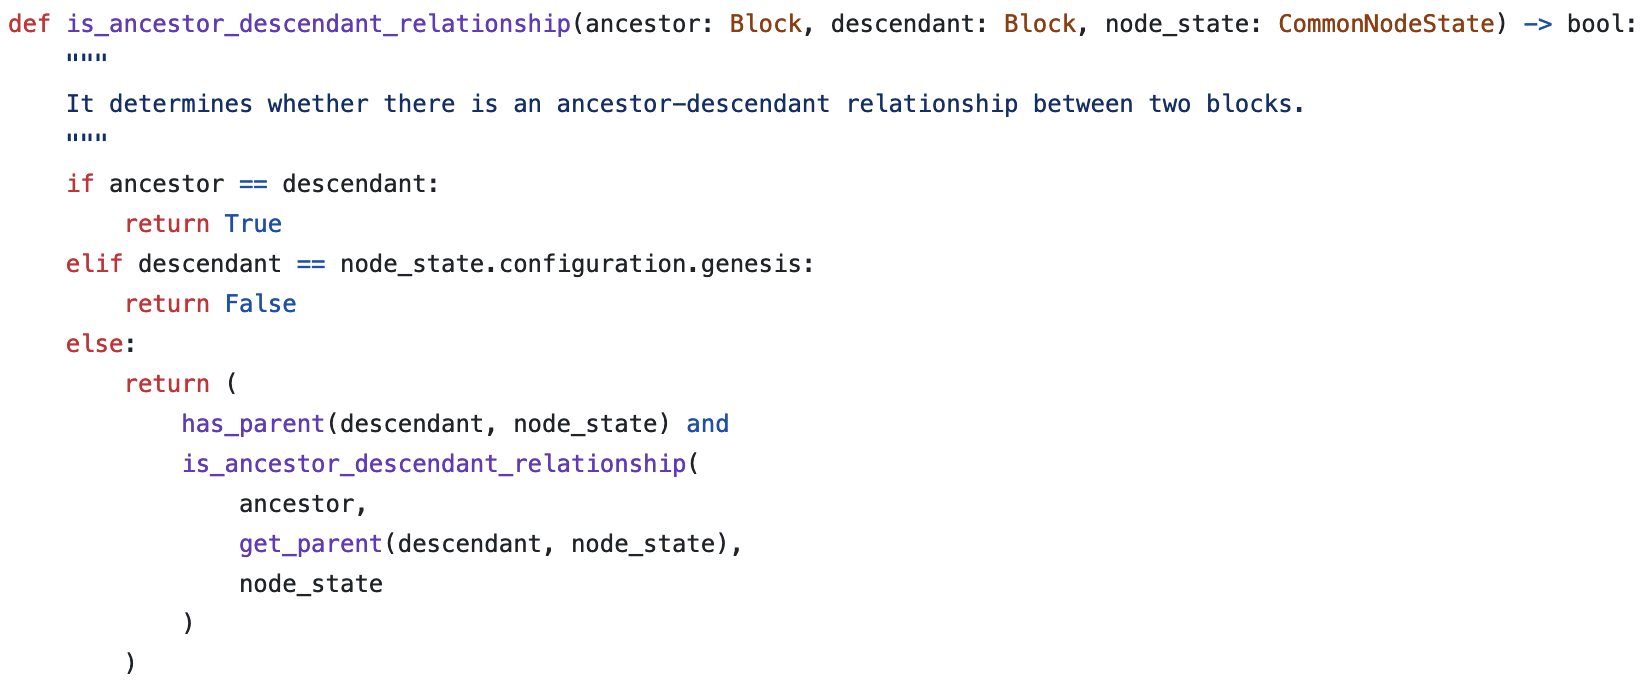 def is_ancestor_descendant_relationship(ancestor: Block, descendant: Block, node_state: CommonNodeState) -> bool:
    """
    It determines whether there is an ancestor-descendant relationship between two blocks.
    """
    if ancestor == descendant:
        return True
    elif descendant == node_state.configuration.genesis:
        return False
    else:
        return (
            has_parent(descendant, node_state) and
            is_ancestor_descendant_relationship(
                ancestor,
                get_parent(descendant, node_state),
                node_state
            )
        )